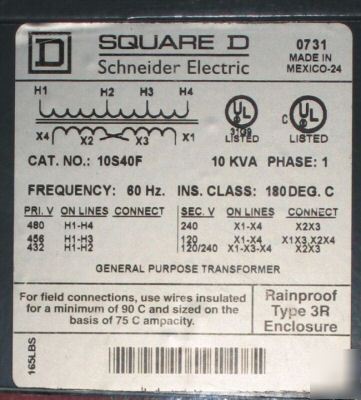 D
SQUARE D
Schneider Electric
0731
MADE IN
MEXICO-24
H1 H2 H3 H4
X4 X2 X3 X1
UL
LISTED
C UL
LISTED
CAT. NO.: 10S40F 10 KVA PHASE: 1
FREQUENCY: 60 Hz. INS. CLASS: 180 DEG. C
PRI. V ON LINES CONNECT SEC. V ON LINES CONNECT
480 H1-H4 240 X1-X4 X2X3
456 H1-H3 120 X1-X4 X1X3,X2X4
432 H1-H2 120/240 X1-X3-X4 X2X3
GENERAL PURPOSE TRANSFORMER
For field connections, use wires insulated
for a minimum of 90 C and sized on the
basis of 75 C ampacity.
Rainproof
Type 3R
Enclosure
165LBS